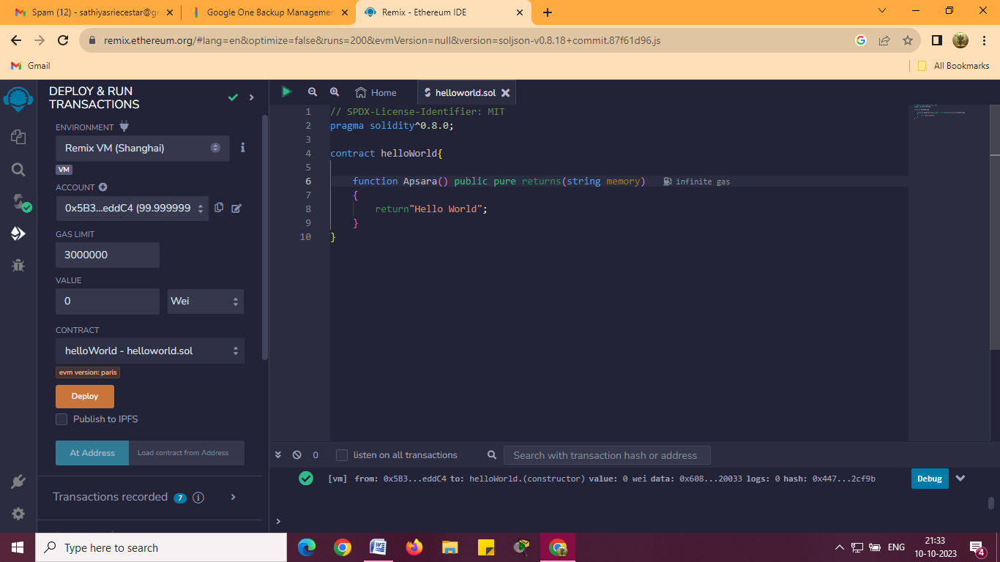 Spam (12) - sathiyasriecestar@gr
Google One Backup Managemen
Remix - Ethereum IDE
remix.ethereum.org/#lang=en&optimize=false&runs=200&evmVersion=null&version=soljson-v0.8.18+commit.87f61d96.js
Gmail
All Bookmarks
DEPLOY & RUN
TRANSACTIONS
ENVIRONMENT
Remix VM (Shanghai)
VM
ACCOUNT
0x5B3...eddC4 (99.999999
GAS LIMIT
3000000
VALUE
0
Wei
CONTRACT
helloWorld - helloworld.sol
evm version: paris
Deploy
Publish to IPFS
At Address
Load contract from Address
Transactions recorded 7 i
Home
helloworld.sol
1 // SPDX-License-Identifier: MIT
2 pragma solidity^0.8.0;
3
4 contract helloWorld{
5
6 function Apsara() public pure returns(string memory) infinite gas
7 {
8 return"Hello World";
9 }
10 }
0
listen on all transactions
Search with transaction hash or address
[vm] from: 0x5B3...eddC4 to: helloWorld.(constructor) value: 0 wei data: 0x608...20033 logs: 0 hash: 0x447...2cf9b
Debug
>
Type here to search
ENG
21:33
10-10-2023
4